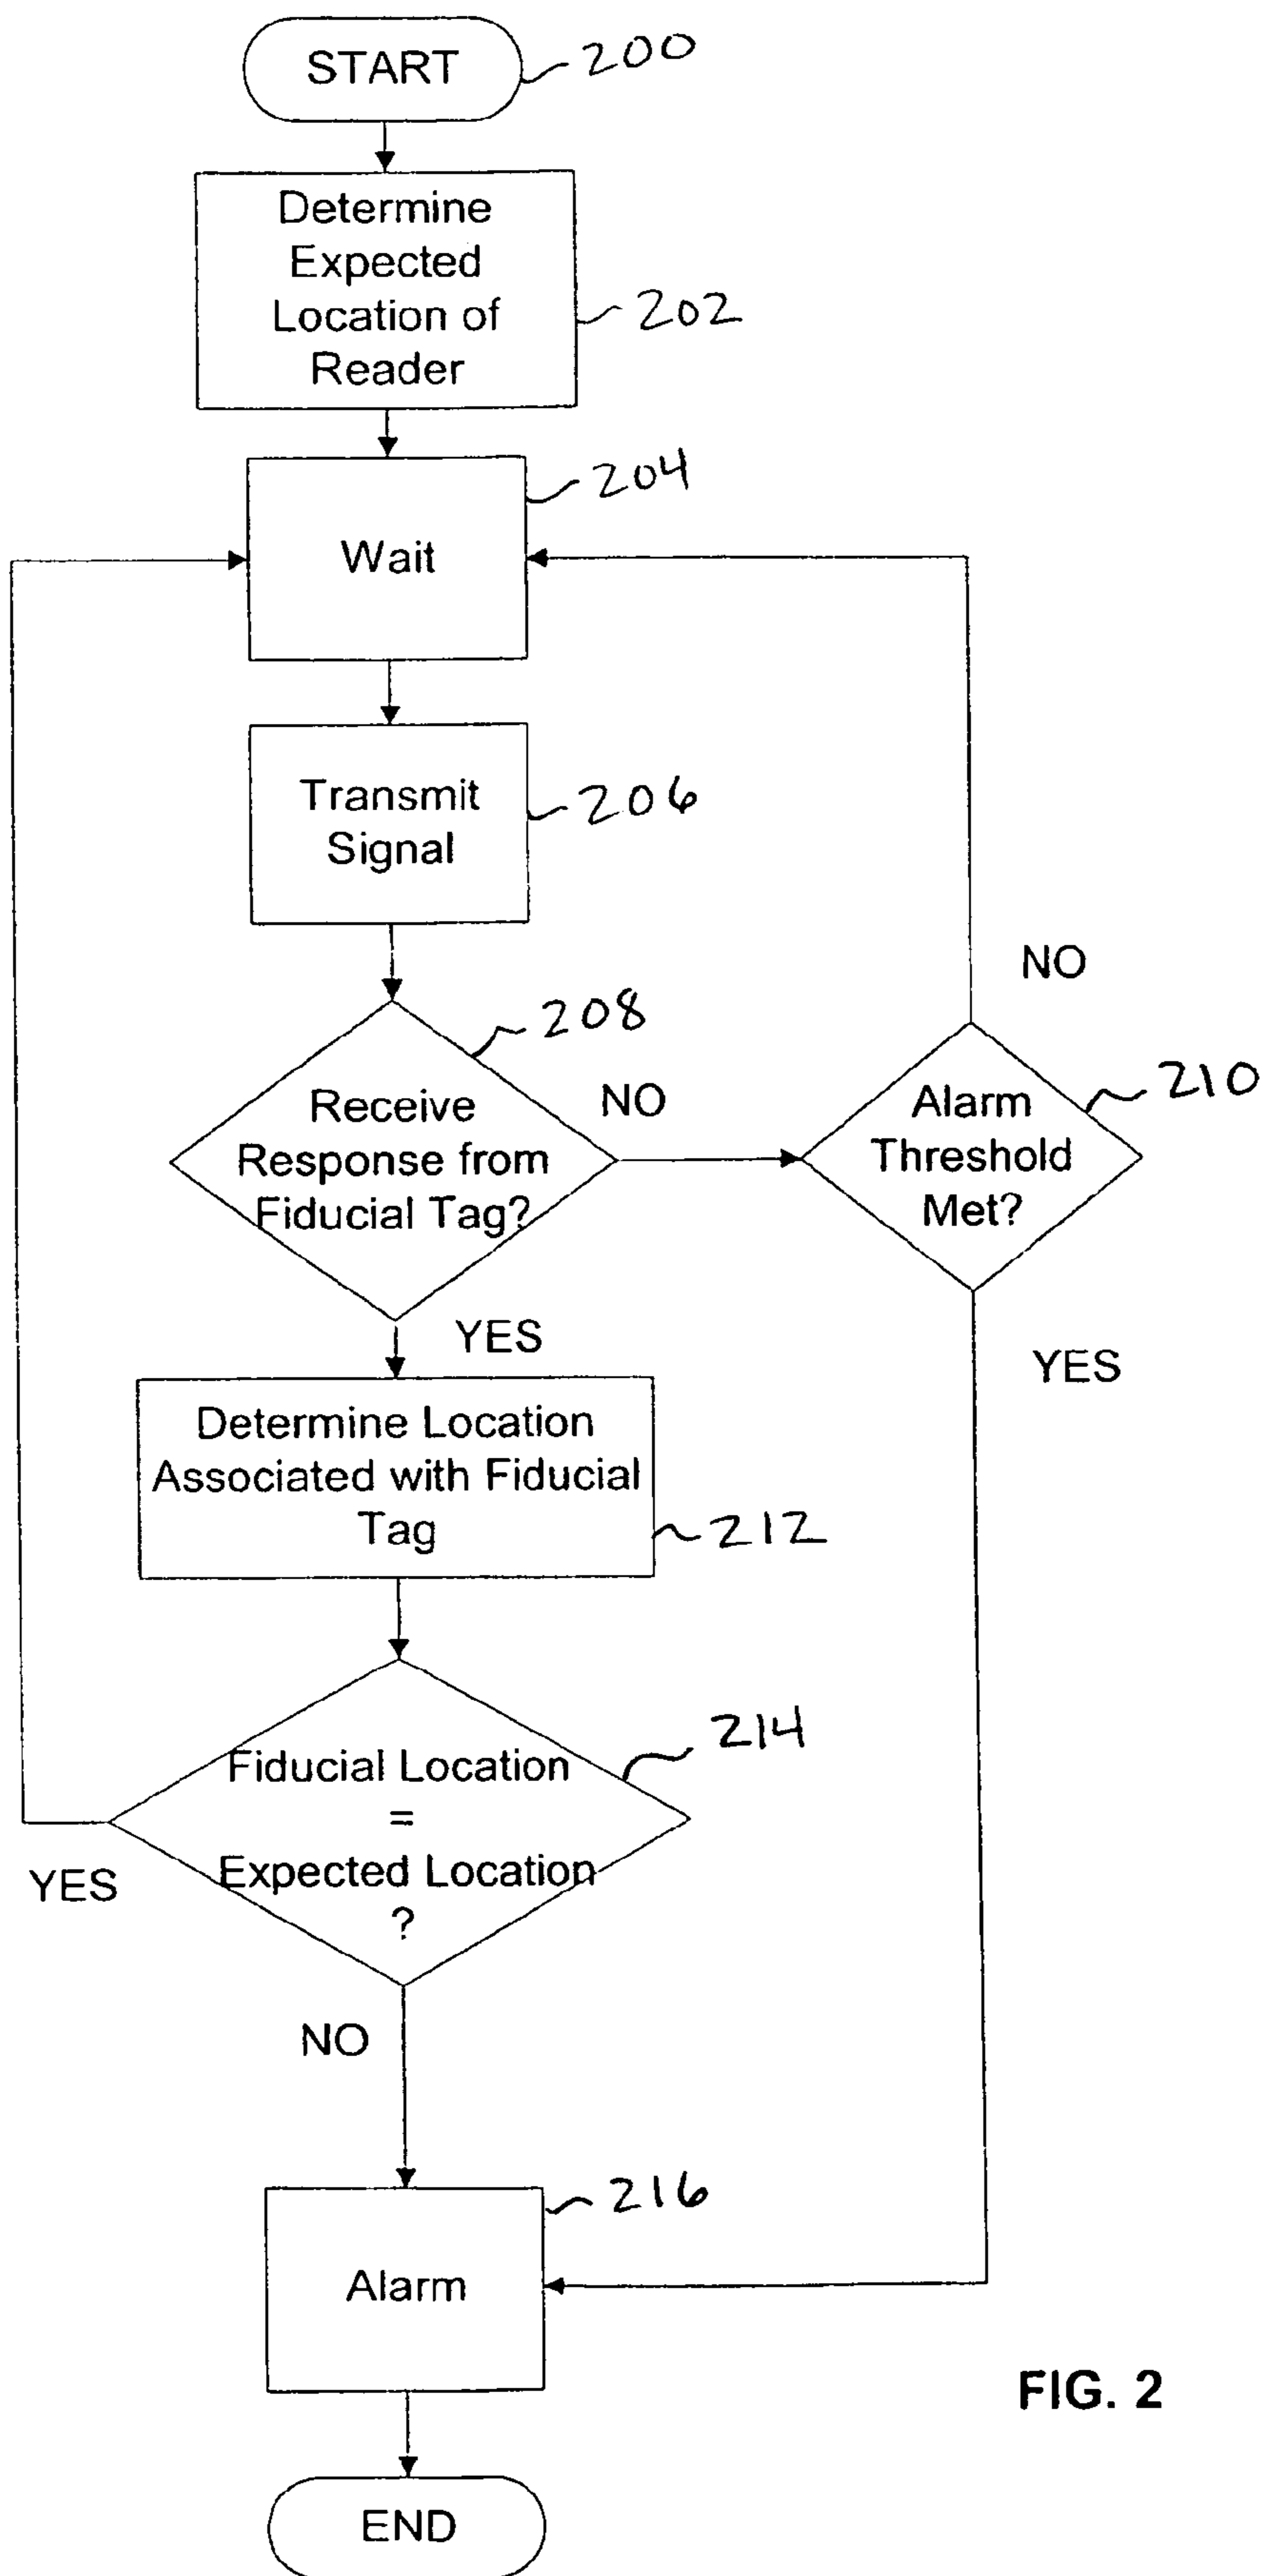 START
200
Determine
Expected
Location of
Reader
202
204
Wait
Transmit
Signal
206
NO
208
Receive
Response from
Fiducial Tag?
NO
Alarm
Threshold
Met?
210
YES
YES
Determine Location
Associated with Fiducial
Tag
212
214
Fiducial Location
=
Expected Location
?
YES
NO
216
Alarm
FIG. 2
END